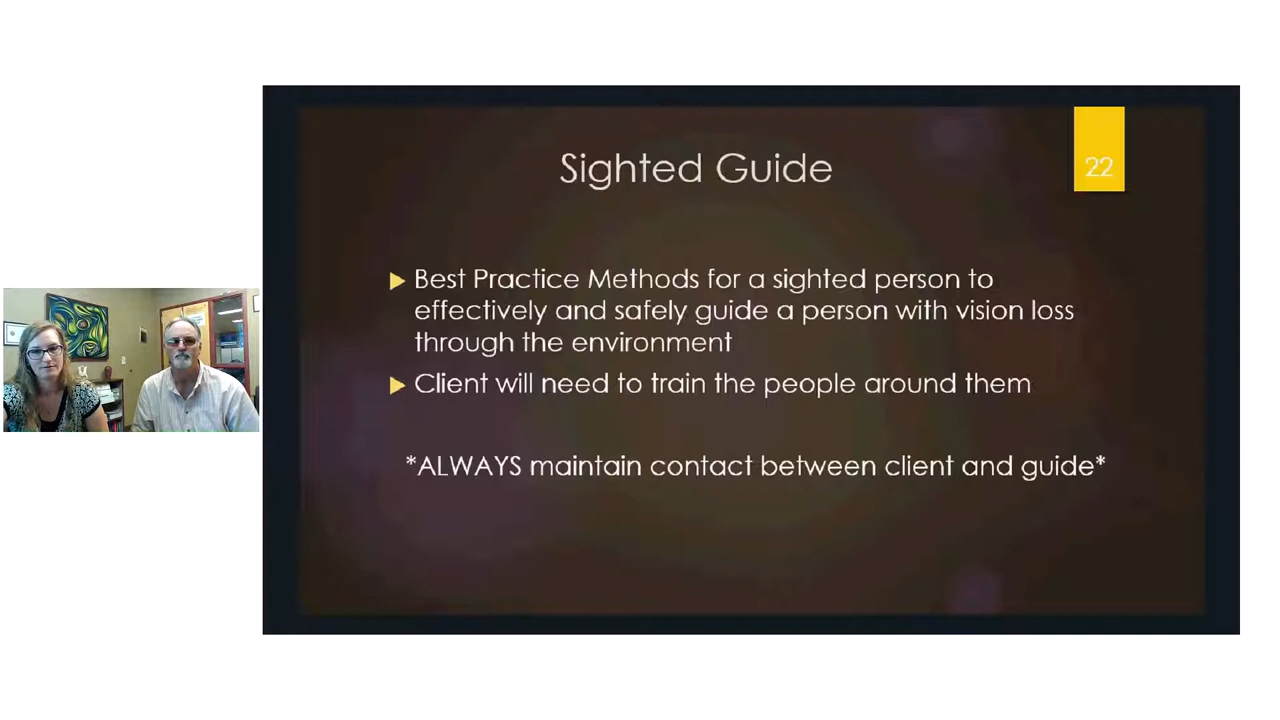 Sighted Guide
22
Best Practice Methods for a sighted person to
effectively and safely guide a person with vision loss
through the environment
Client will need to train the people around them
*ALWAYS maintain contact between client and guide*